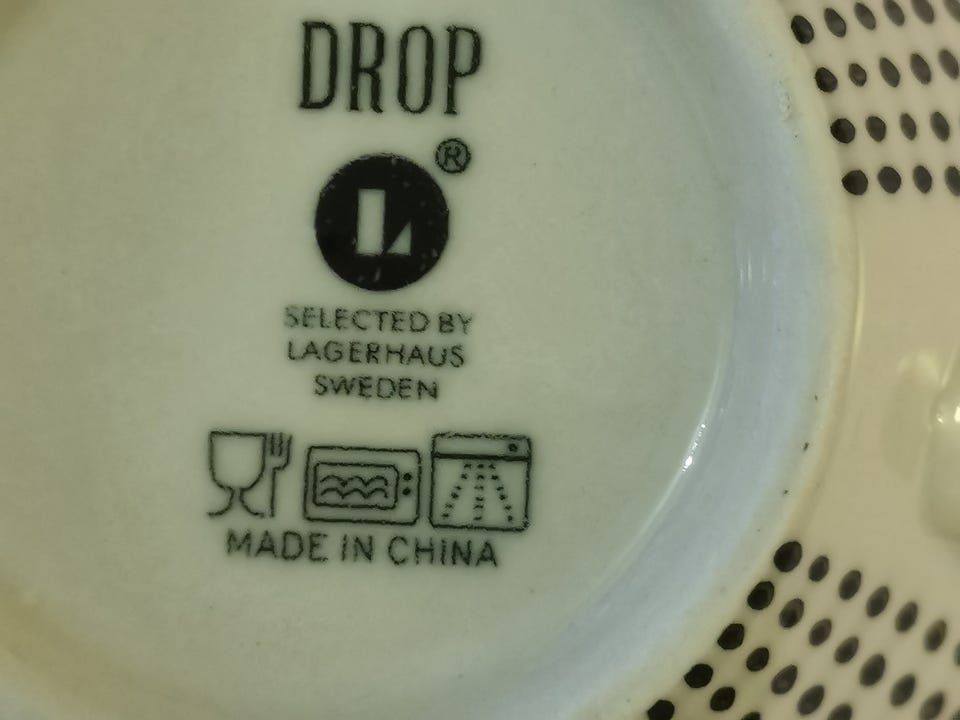 DROP
®
L
SELECTED BY
LAGERHAUS
SWEDEN
MADE IN CHINA